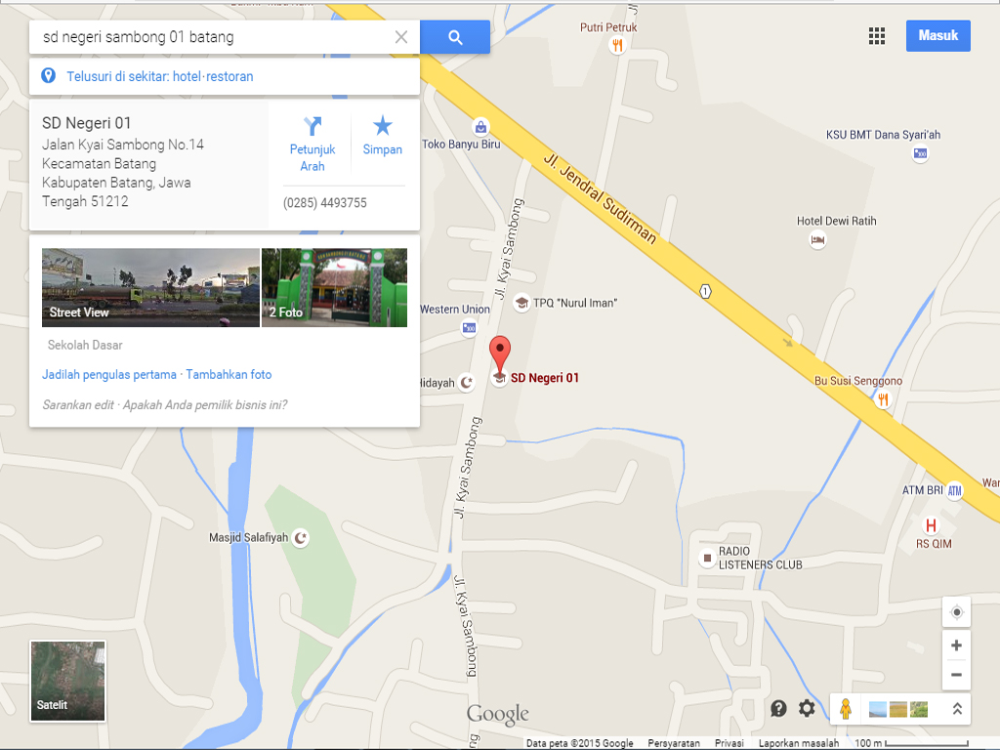 sd negeri sambong 01 batang
Masuk
Telusuri di sekitar: hotel·restoran
SD Negeri 01
Jalan Kyai Sambong No.14
Kecamatan Batang
Kabupaten Batang, Jawa
Tengah 51212
Petunjuk
Arah
Simpan
(0285) 4493755
Street View
2 Foto
Sekolah Dasar
Jadilah pengulas pertama · Tambahkan foto
Sarankan edit · Apakah Anda pemilik bisnis ini?
Putri Petruk
Toko Banyu Biru
KSU BMT Dana Syari'ah
Jl. Jendral Sudirman
Hotel Dewi Ratih
Jl. Kyai Sambong
1
TPQ "Nurul Iman"
Western Union
SD Negeri 01
Hidayah
Bu Susi Senggono
Jl. Kyai Sambong
ATM BRI
ATM
H
RS QIM
Masjid Salafiyah
RADIO
LISTENERS CLUB
Jl. Kyai Sambong
Satelit
Google
Data peta ©2015 Google
Persyaratan
Privasi
Laporkan masalah
100 m